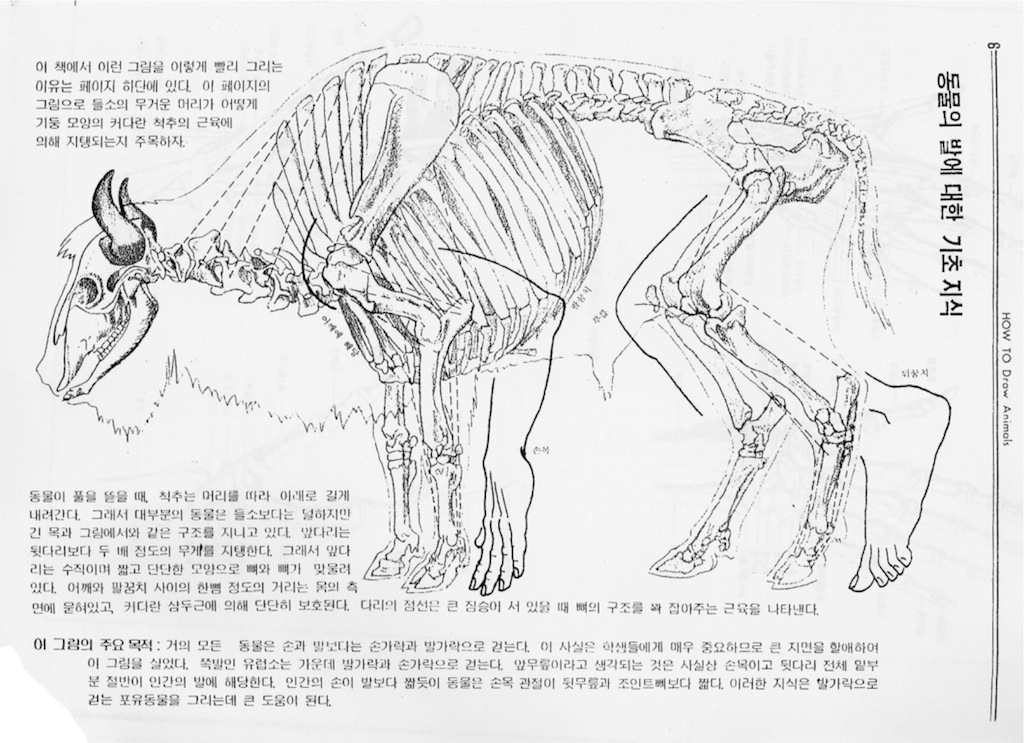 동물의 발에 대한 기초 지식
6
HOW TO Draw Animals
이 책에서 이런 그림을 이렇게 빨리 그리는
이유는 페이지 하단에 있다. 이 페이지의
그림으로 들소의 무거운 머리가 어떻게
기둥 모양의 커다란 척추의 근육에
의해 지탱되는지 주목하자.
어깨에 해당
팔꿈치
무릎
손목
뒤꿈치
동물이 풀을 뜯을 때, 척추는 머리를 따라 아래로 길게
내려간다. 그래서 대부분의 동물은 들소보다는 덜하지만
긴 목과 그림에서와 같은 구조를 지니고 있다. 앞다리는
뒷다리보다 두 배 정도의 무게를 지탱한다. 그래서 앞다
리는 수직이며 짧고 단단한 모양으로 뼈와 뼈가 맞물려
있다. 어깨와 팔꿈치 사이의 한뼘 정도의 거리는 몸의 측
면에 묻혀있고, 커다란 삼두근에 의해 단단히 보호된다. 다리의 점선은 큰 짐승이 서 있을 때 뼈의 구조를 꽉 잡아주는 근육을 나타낸다.
이 그림의 주요 목적 : 거의 모든 동물은 손과 발보다는 손가락과 발가락으로 걷는다. 이 사실은 학생들에게 매우 중요하므로 큰 지면을 할애하여
이 그림을 실었다. 쪽발인 유럽소는 가운데 발가락과 손가락으로 걷는다. 앞무릎이라고 생각되는 것은 사실상 손목이고 뒷다리 전체 밑부
분 절반이 인간의 발에 해당한다. 인간의 손이 발보다 짧듯이 동물은 손목 관절이 뒷무릎과 조인트뼈보다 짧다. 이러한 지식은 발가락으로
걷는 포유동물을 그리는데 큰 도움이 된다.